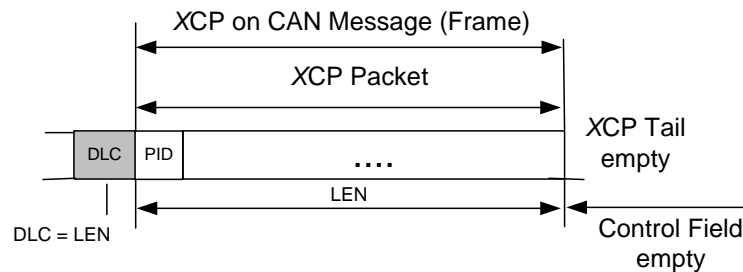 XCP on CAN Message (Frame)
XCP Packet
XCP Tail
empty
DLC
PID
....
LEN
DLC = LEN
Control Field
empty